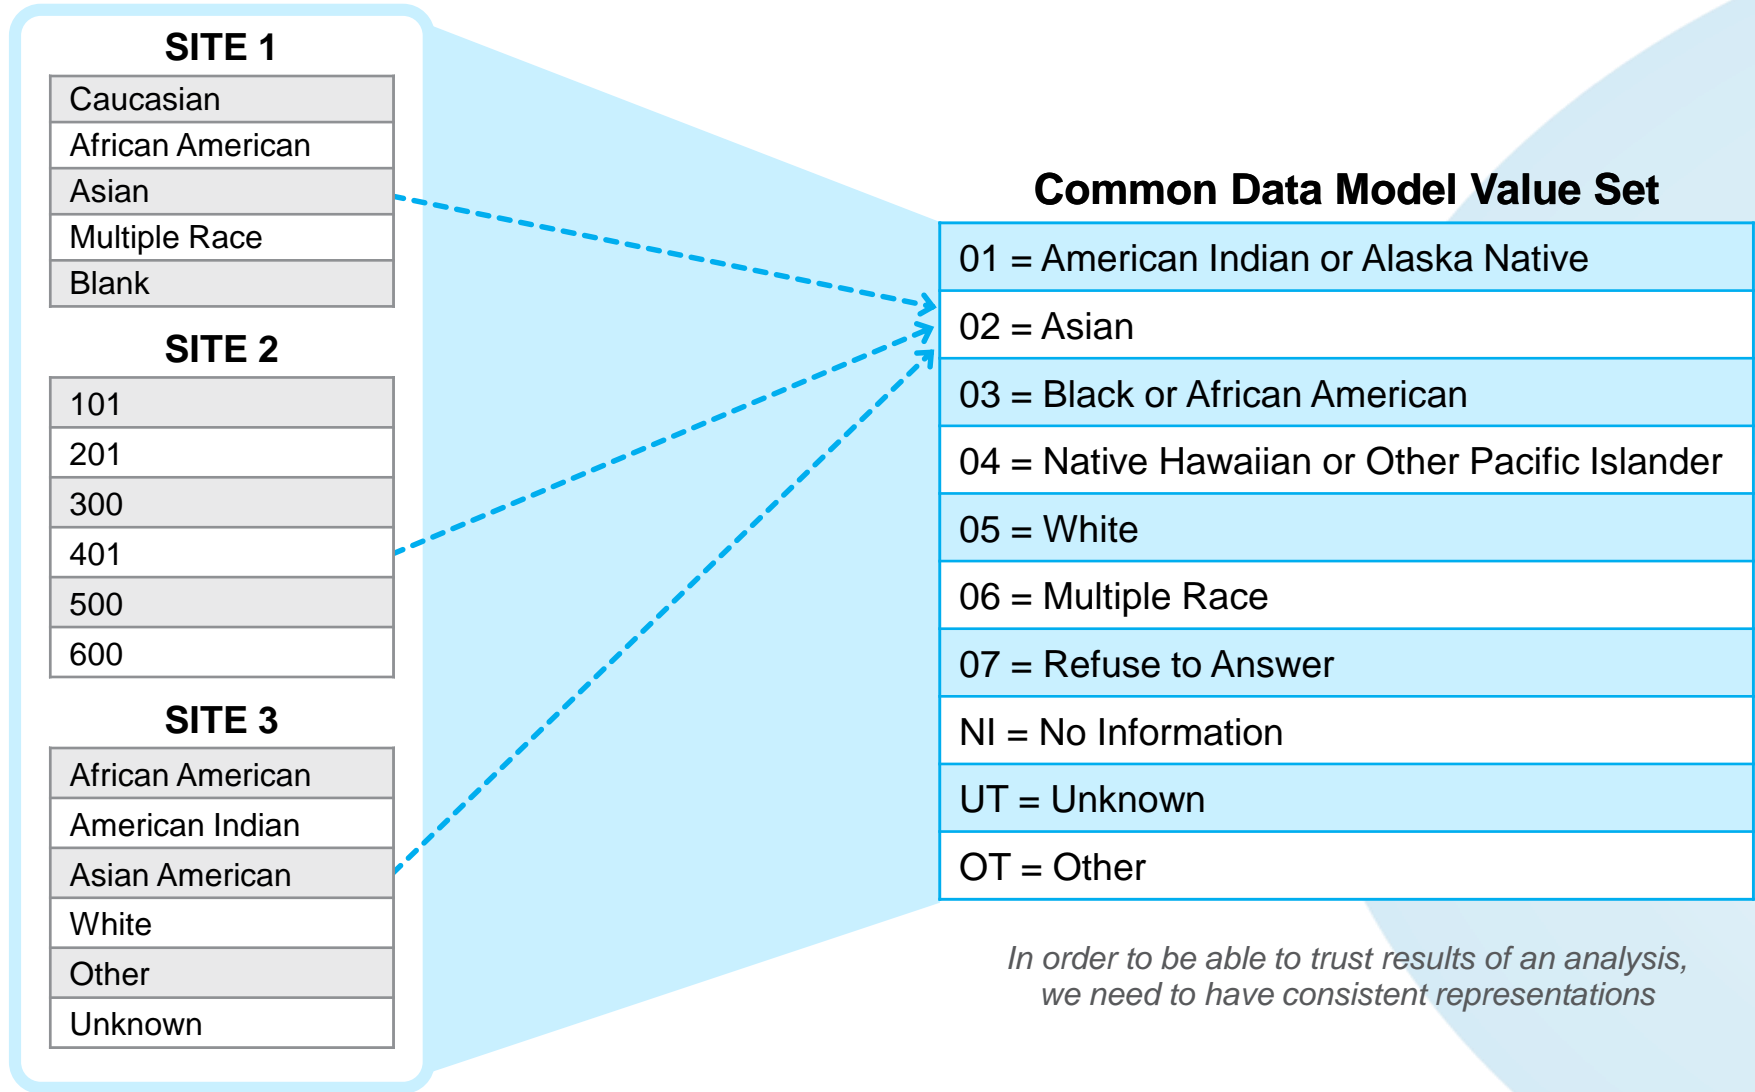 SITE 1
Caucasian
African American
Asian
Multiple Race
Blank
SITE 2
101
201
300
401
500
600
SITE 3
African American
American Indian
Asian American
White
Other
Unknown
Common Data Model Value Set
01 = American Indian or Alaska Native
02 = Asian
03 = Black or African American
04 = Native Hawaiian or Other Pacific Islander
05 = White
06 = Multiple Race
07 = Refuse to Answer
NI = No Information
UT = Unknown
OT = Other
In order to be able to trust results of an analysis,
we need to have consistent representations